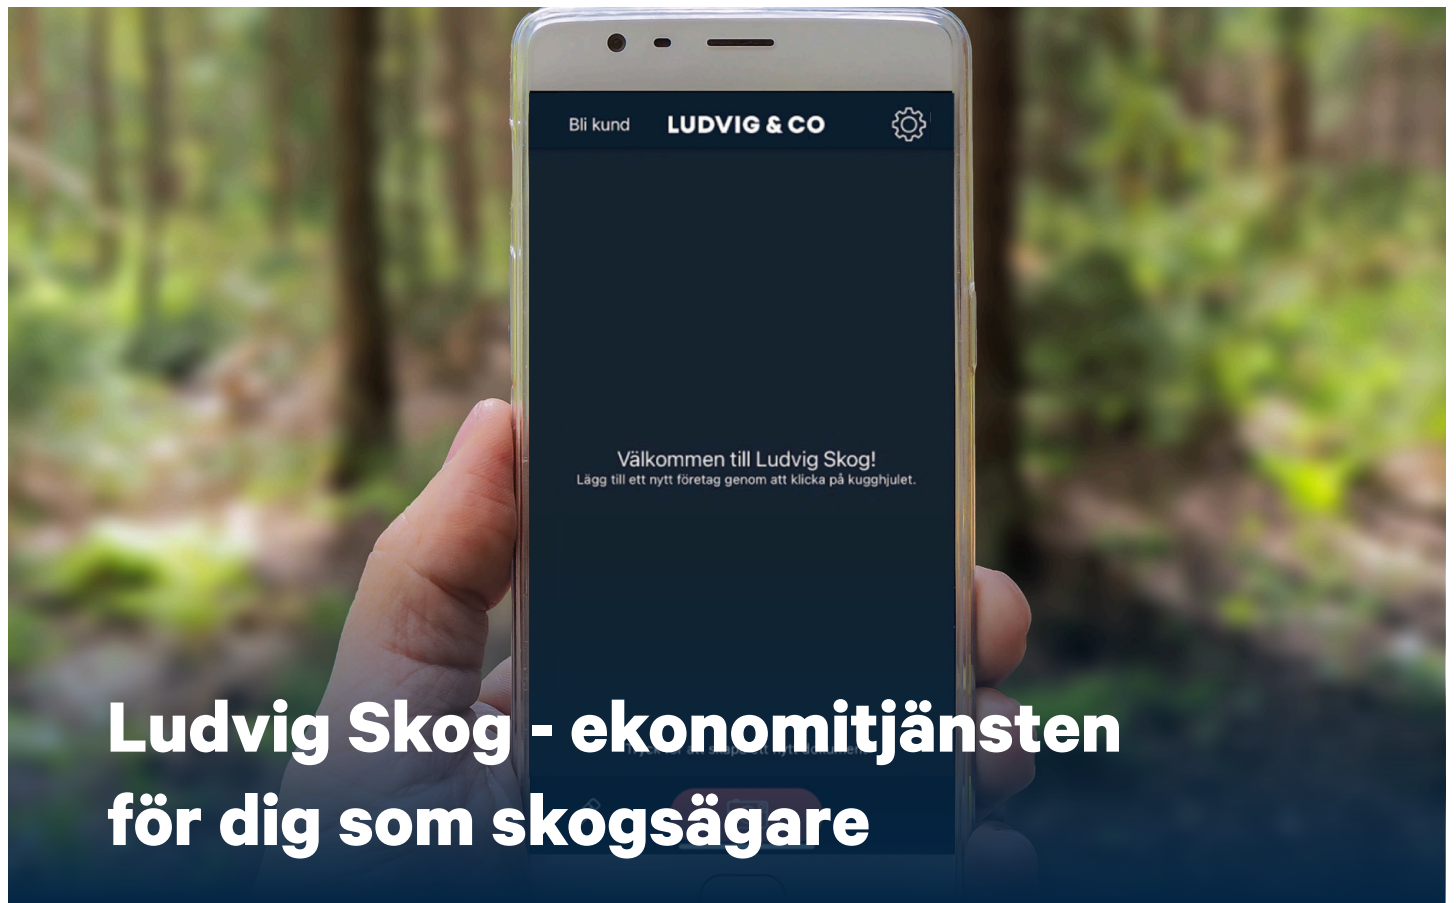 Bli kund LUDVIG & CO
Välkommen till Ludvig Skog!
Lägg till ett nytt företag genom att klicka på kugghjulet.
Ludvig Skog - ekonomitjänsten
för dig som skogsägare